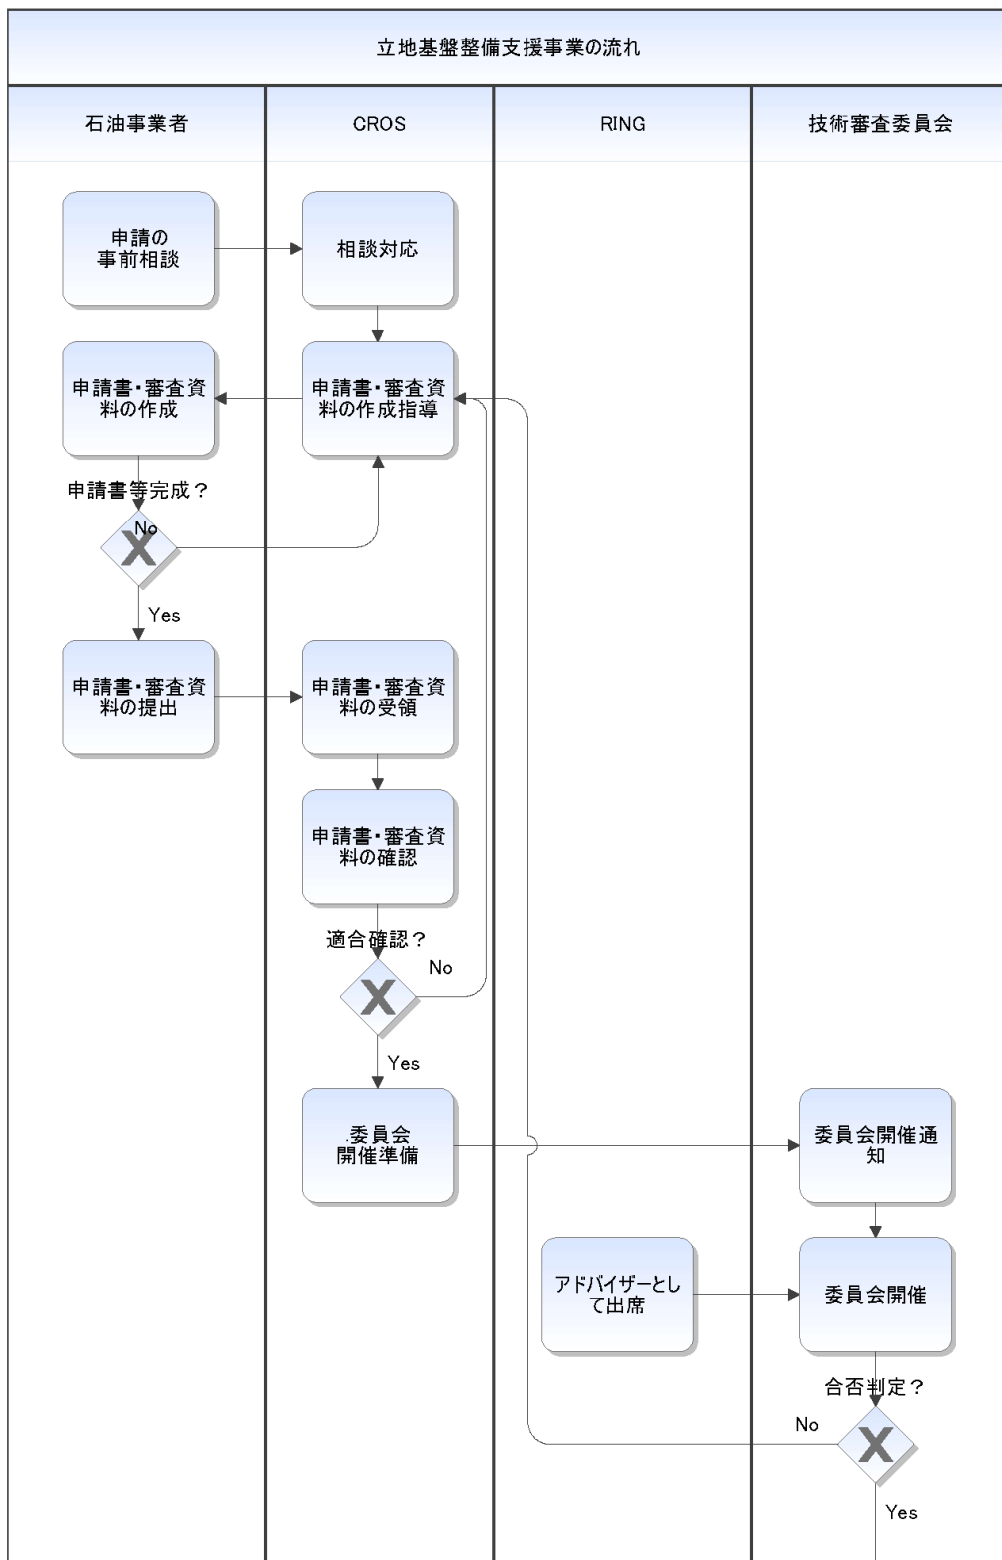 立地基盤整備支援事業の流れ
石油事業者
CROS
RING
技術審査委員会
申請の
事前相談
相談対応
申請書・審査資
料の作成
申請書・審査資
料の作成指導
申請書等完成？
No
Yes
申請書・審査資
料の提出
申請書・審査資
料の受領
申請書・審査資
料の確認
適合確認？
No
Yes
.委員会
開催準備
委員会開催通
知
アドバイザーとし
て出席
委員会開催
合否判定？
No
Yes